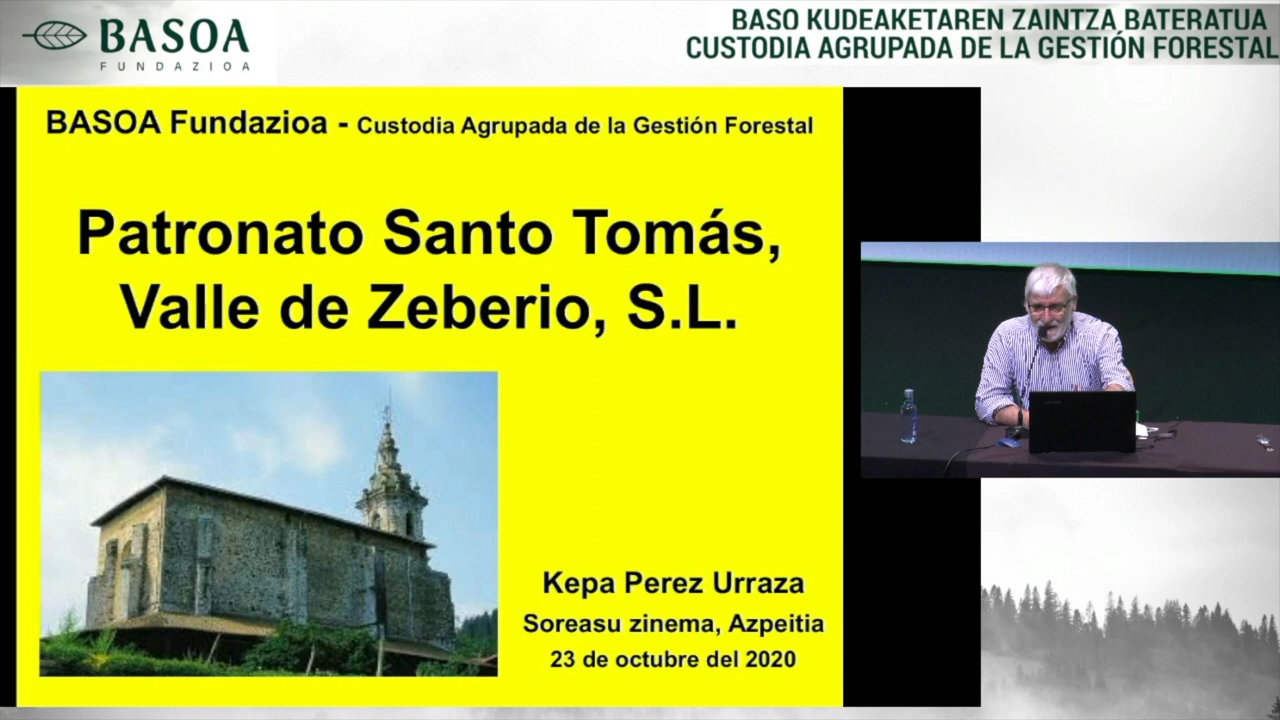 BASOA
FUNDAZIOA
BASO KUDEAKETAREN ZAINTZA BATERATUA
CUSTODIA AGRUPADA DE LA GESTIÓN FORESTAL
BASOA Fundazioa - Custodia Agrupada de la Gestión Forestal
Patronato Santo Tomás,
Valle de Zeberio, S.L.
Kepa Perez Urraza
Soreasu zinema, Azpeitia
23 de octubre del 2020